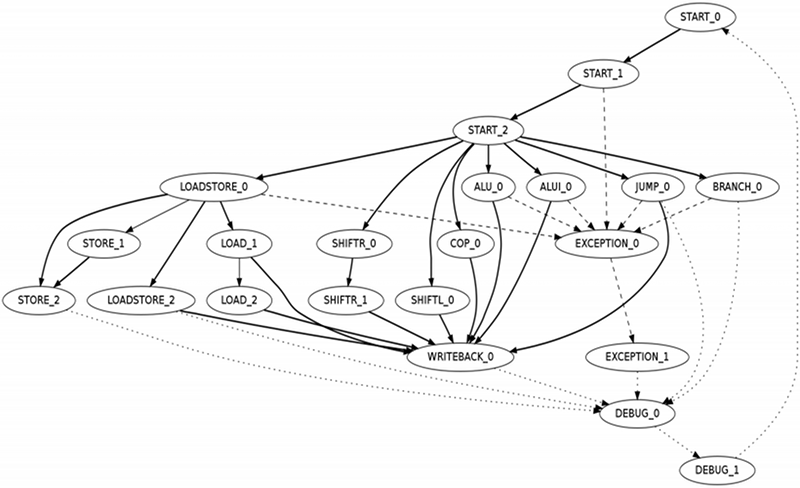 START_0
START_1
START_2
LOADSTORE_0
ALU_0
ALUI_0
JUMP_0
BRANCH_0
STORE_1
LOAD_1
SHIFTR_0
COP_0
EXCEPTION_0
STORE_2
LOADSTORE_2
LOAD_2
SHIFTR_1
SHIFTL_0
WRITEBACK_0
EXCEPTION_1
DEBUG_0
DEBUG_1